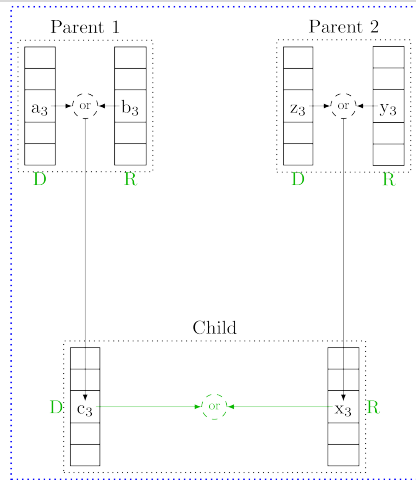 Parent 1
Parent 2
a3 or b3
z3 or y3
D R
D R
Child
D c3 or x3 R